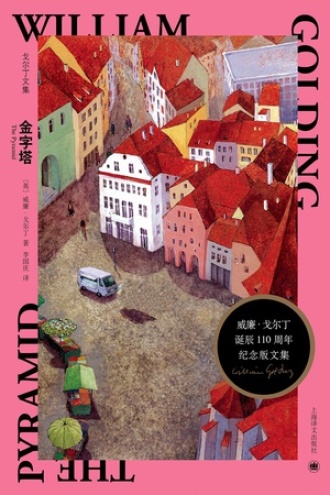 WILLIAM
GOLDING
戈尔丁文集
金字塔
The Pyramid
〔英〕威廉·戈尔丁 著
李国庆 译
威廉·戈尔丁
诞辰110周年
纪念版文集
William Golding
上海译文出版社
THE
PYRAMID